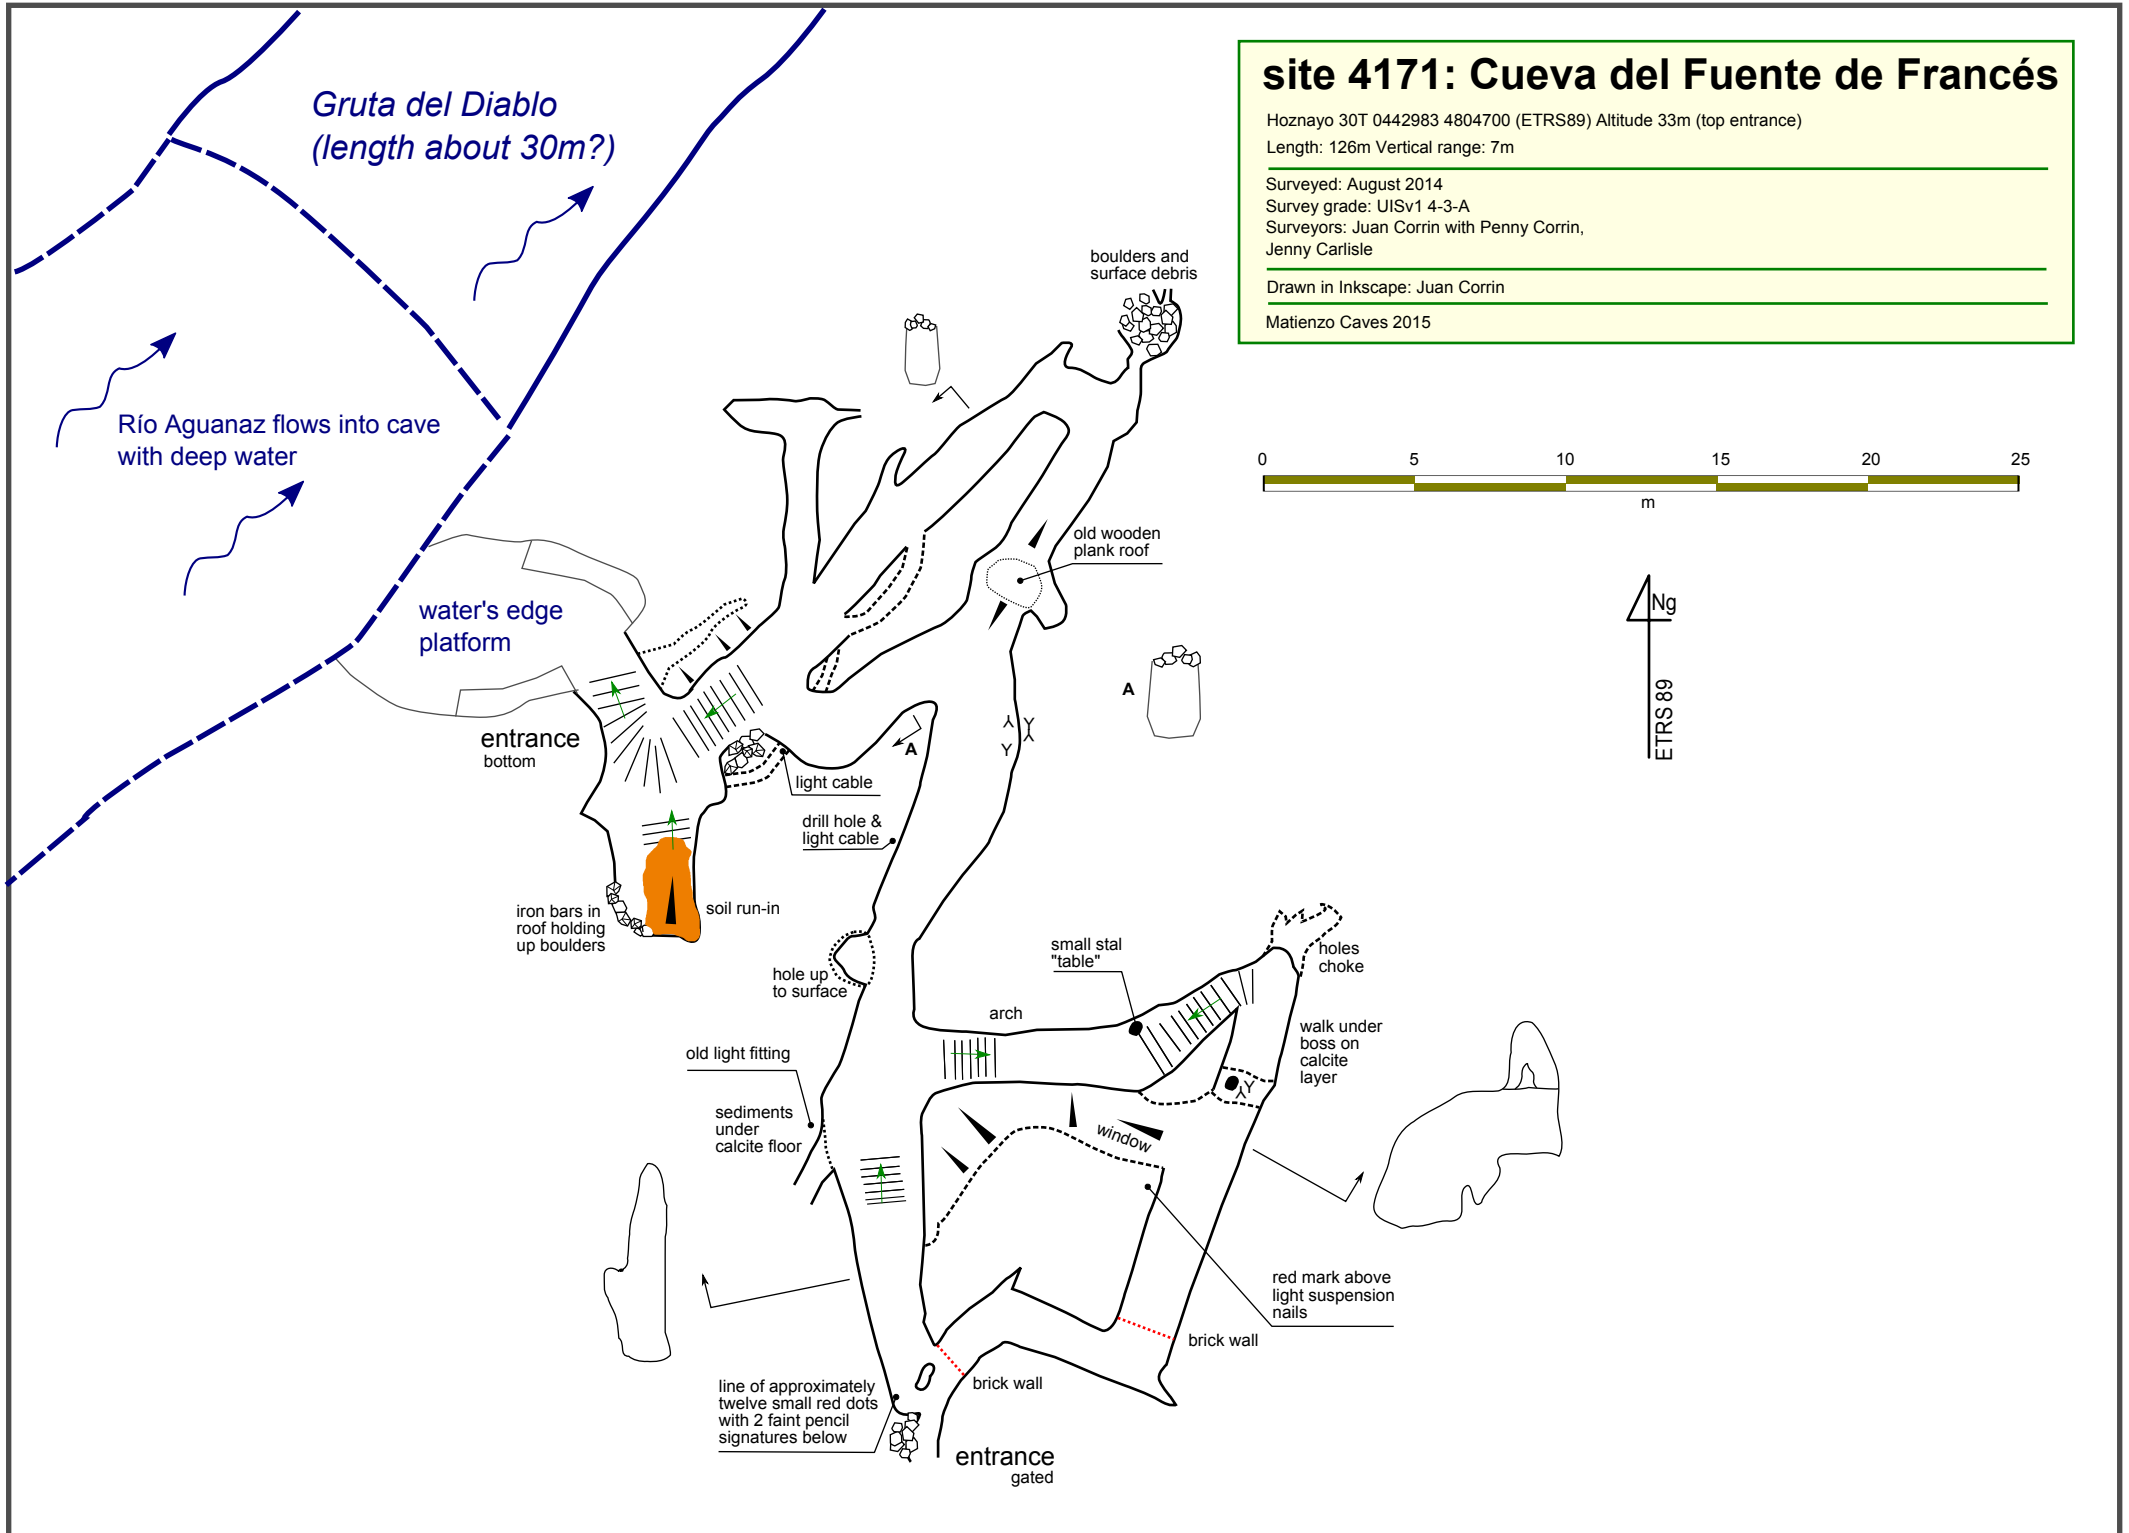 site 4171: Cueva del Fuente de Francés
Hoznayo 30T 0442983 4804700 (ETRS89) Altitude 33m (top entrance)
Length: 126m Vertical range: 7m
Surveyed: August 2014
Survey grade: UISv1 4-3-A
Surveyors: Juan Corrin with Penny Corrin,
Jenny Carlisle
Drawn in Inkscape: Juan Corrin
Matienzo Caves 2015
Gruta del Diablo
(length about 30m?)
Río Aguanaz flows into cave
with deep water
boulders and
surface debris
0 5 10 15 20 25
m
old wooden
plank roof
Ng
ETRS 89
water's edge
platform
A
entrance
bottom
A
light cable
drill hole &
light cable
iron bars in
roof holding
up boulders
soil run-in
hole up
to surface
small stal
"table"
holes
choke
arch
walk under
boss on
calcite
layer
old light fitting
sediments
under
calcite floor
window
red mark above
light suspension
nails
brick wall
brick wall
line of approximately
twelve small red dots
with 2 faint pencil
signatures below
entrance
gated